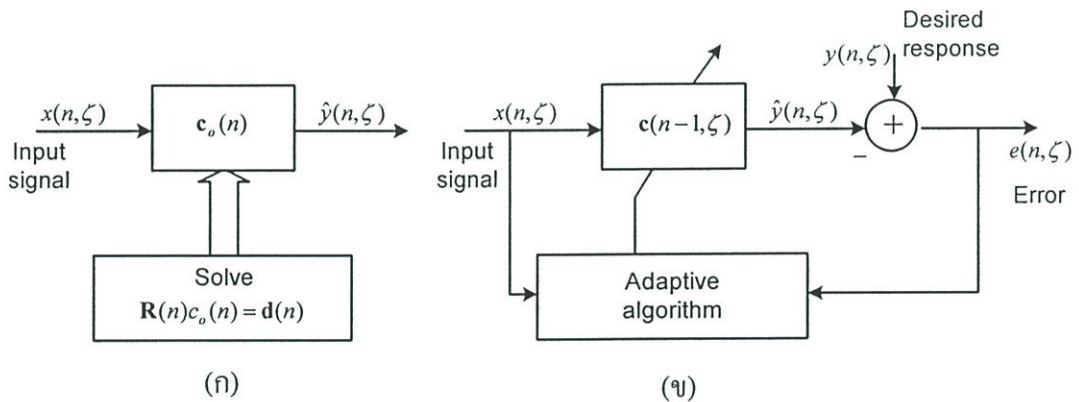 x(n,ζ)
Input
signal
c_o(n)
ŷ(n,ζ)
Solve
R(n)c_o(n) = d(n)
(ก)
x(n,ζ)
Input
signal
c(n−1,ζ)
ŷ(n,ζ)
−
+
Desired
response
y(n,ζ)
e(n,ζ)
Error
Adaptive
algorithm
(ข)